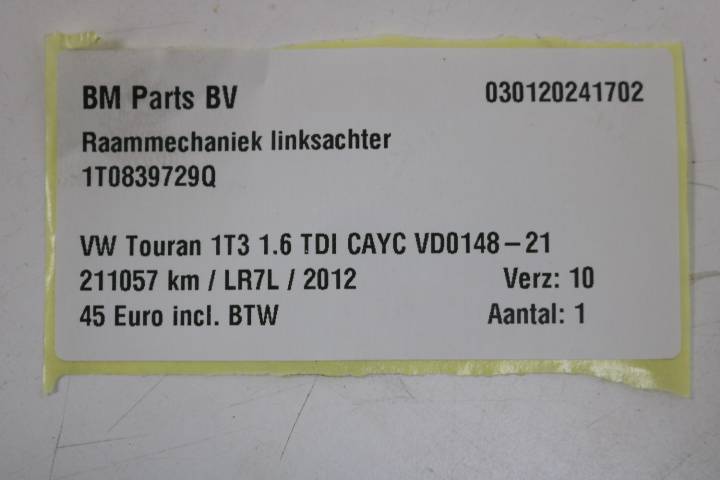 BM Parts BV 030120241702
Raammechaniek linksachter
1T0839729Q
VW Touran 1T3 1.6 TDI CAYC VD0148-21
211057 km / LR7L / 2012 Verz: 10
45 Euro incl. BTW Aantal: 1